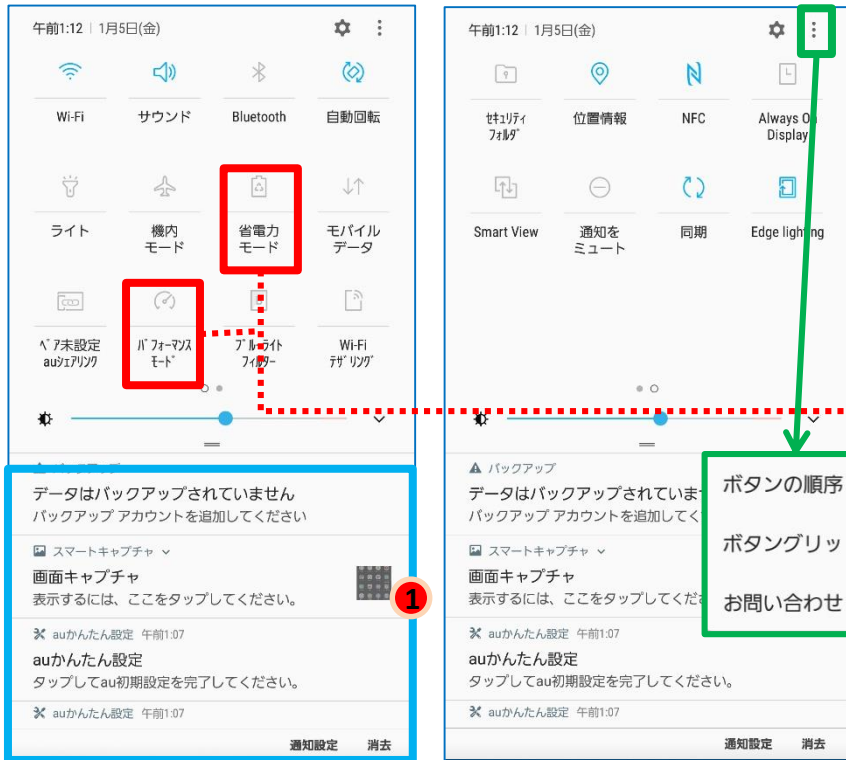 午前1:12 | 1月5日(金)
Wi-Fi
サウンド
Bluetooth
自動回転
ライト
機内
モード
省電力
モード
モバイル
データ
ペア未設定
auシェアリンク
パフォーマンス
モード
ブルーライト
フィルター
Wi-Fi
テザリング
バックアップ
データはバックアップされていません
バックアップ アカウントを追加してください
スマートキャプチャ
画面キャプチャ
表示するには、ここをタップしてください。
1
auかんたん設定 午前1:07
auかんたん設定
タップしてau初期設定を完了してください。
auかんたん設定 午前1:07
通知設定 消去
午前1:12 | 1月5日(金)
セキュリティ
フォルダ
位置情報
NFC
Always On
Display
Smart View
通知を
ミュート
同期
Edge lighting
バックアップ
データはバックアップされていませ
バックアップ アカウントを追加してく
スマートキャプチャ
画面キャプチャ
表示するには、ここをタップしてくだ
auかんたん設定 午前1:07
auかんたん設定
タップしてau初期設定を完了してください。
auかんたん設定 午前1:07
通知設定 消去
ボタンの順序
ボタングリッ
お問い合わせ